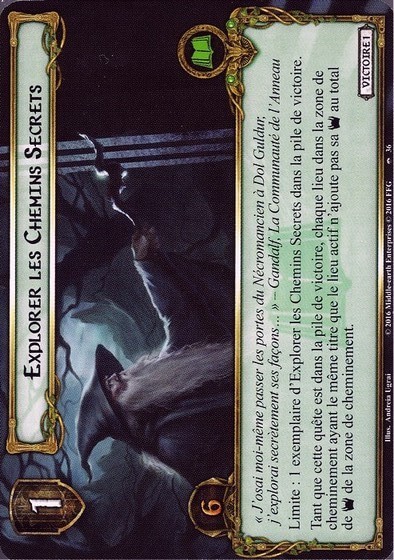 1
EXPLORER LES CHEMINS SECRETS
6
« J'osai moi-même passer les portes du Nécromancien à Dol Guldur,
j'explorai secrètement ses façons... » – Gandalf, La Communauté de l'Anneau
Limite : 1 exemplaire d'Explorer les Chemins Secrets dans la pile de victoire.
Tant que cette quête est dans la pile de victoire, chaque lieu dans la zone de
cheminement ayant le même titre que le lieu actif n'ajoute pas sa au total
de de la zone de cheminement.
VICTOIRE 1
Illus. Andreia Ugrai
© 2016 Middle-earth Enterprises © 2016 FFG
36